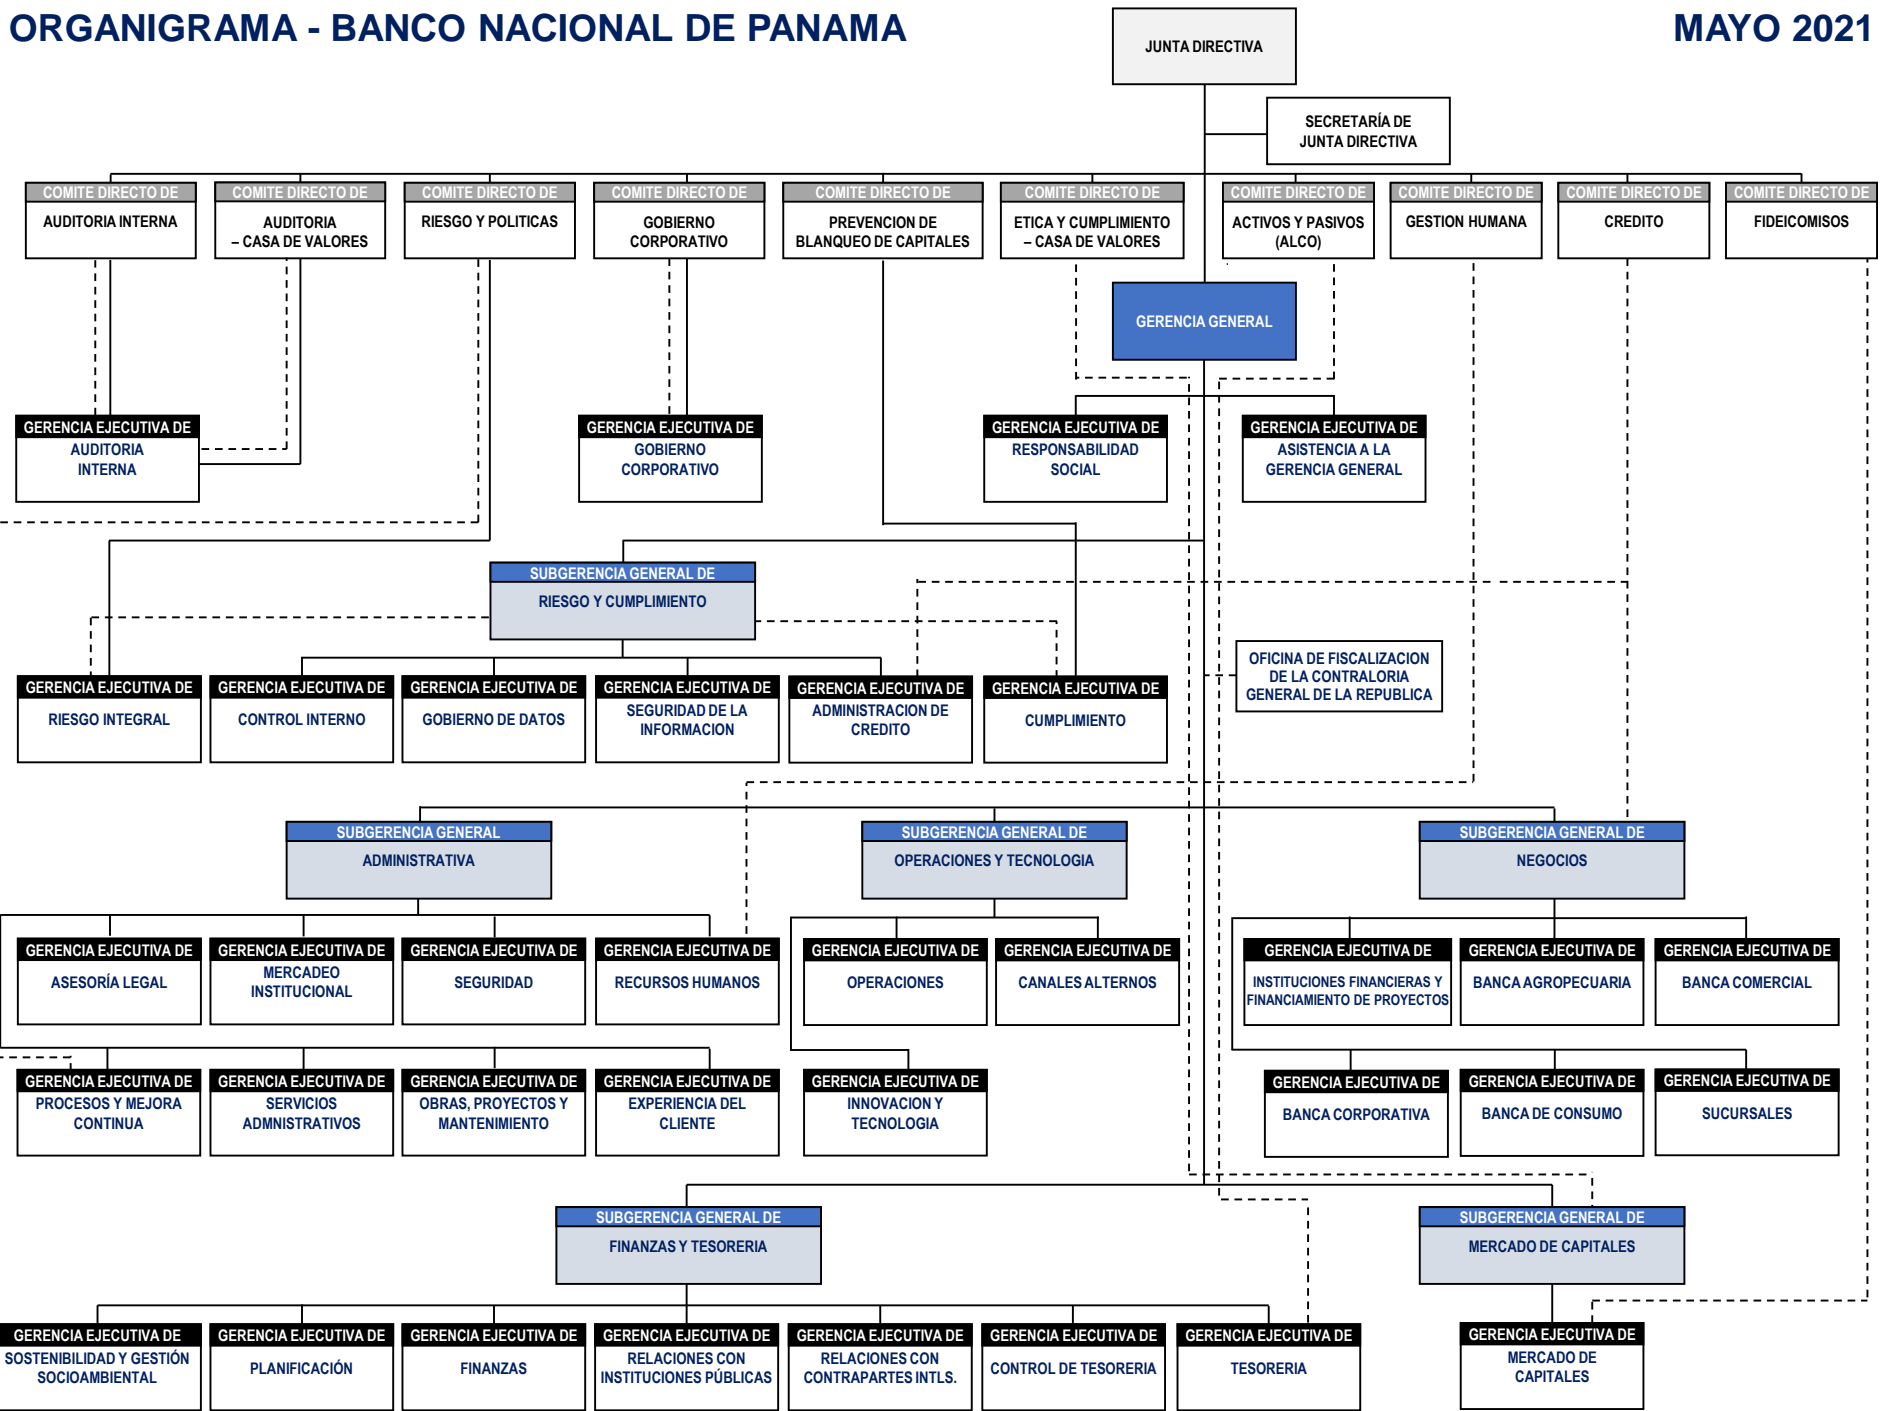 ORGANIGRAMA - BANCO NACIONAL DE PANAMA
MAYO 2021
JUNTA DIRECTIVA
SECRETARÍA DE
JUNTA DIRECTIVA
COMITE DIRECTO DE
AUDITORIA INTERNA
COMITE DIRECTO DE
AUDITORIA
– CASA DE VALORES
COMITE DIRECTO DE
RIESGO Y POLITICAS
COMITE DIRECTO DE
GOBIERNO
CORPORATIVO
COMITE DIRECTO DE
PREVENCION DE
BLANQUEO DE CAPITALES
COMITE DIRECTO DE
ETICA Y CUMPLIMIENTO
– CASA DE VALORES
COMITE DIRECTO DE
ACTIVOS Y PASIVOS
(ALCO)
COMITE DIRECTO DE
GESTION HUMANA
COMITE DIRECTO DE
CREDITO
COMITE DIRECTO DE
FIDEICOMISOS
GERENCIA GENERAL
GERENCIA EJECUTIVA DE
AUDITORIA
INTERNA
GERENCIA EJECUTIVA DE
GOBIERNO
CORPORATIVO
GERENCIA EJECUTIVA DE
RESPONSABILIDAD
SOCIAL
GERENCIA EJECUTIVA DE
ASISTENCIA A LA
GERENCIA GENERAL
SUBGERENCIA GENERAL DE
RIESGO Y CUMPLIMIENTO
OFICINA DE FISCALIZACION
DE LA CONTRALORIA
GENERAL DE LA REPUBLICA
GERENCIA EJECUTIVA DE
RIESGO INTEGRAL
GERENCIA EJECUTIVA DE
CONTROL INTERNO
GERENCIA EJECUTIVA DE
GOBIERNO DE DATOS
GERENCIA EJECUTIVA DE
SEGURIDAD DE LA
INFORMACION
GERENCIA EJECUTIVA DE
ADMINISTRACION DE
CREDITO
GERENCIA EJECUTIVA DE
CUMPLIMIENTO
SUBGERENCIA GENERAL
ADMINISTRATIVA
SUBGERENCIA GENERAL DE
OPERACIONES Y TECNOLOGIA
SUBGERENCIA GENERAL DE
NEGOCIOS
GERENCIA EJECUTIVA DE
ASESORÍA LEGAL
GERENCIA EJECUTIVA DE
MERCADEO
INSTITUCIONAL
GERENCIA EJECUTIVA DE
SEGURIDAD
GERENCIA EJECUTIVA DE
RECURSOS HUMANOS
GERENCIA EJECUTIVA DE
OPERACIONES
GERENCIA EJECUTIVA DE
CANALES ALTERNOS
GERENCIA EJECUTIVA DE
INSTITUCIONES FINANCIERAS Y
FINANCIAMIENTO DE PROYECTOS
GERENCIA EJECUTIVA DE
BANCA AGROPECUARIA
GERENCIA EJECUTIVA DE
BANCA COMERCIAL
GERENCIA EJECUTIVA DE
PROCESOS Y MEJORA
CONTINUA
GERENCIA EJECUTIVA DE
SERVICIOS
ADMNISTRATIVOS
GERENCIA EJECUTIVA DE
OBRAS, PROYECTOS Y
MANTENIMIENTO
GERENCIA EJECUTIVA DE
EXPERIENCIA DEL
CLIENTE
GERENCIA EJECUTIVA DE
INNOVACION Y
TECNOLOGIA
GERENCIA EJECUTIVA DE
BANCA CORPORATIVA
GERENCIA EJECUTIVA DE
BANCA DE CONSUMO
GERENCIA EJECUTIVA DE
SUCURSALES
SUBGERENCIA GENERAL DE
FINANZAS Y TESORERIA
SUBGERENCIA GENERAL DE
MERCADO DE CAPITALES
GERENCIA EJECUTIVA DE
SOSTENIBILIDAD Y GESTIÓN
SOCIOAMBIENTAL
GERENCIA EJECUTIVA DE
PLANIFICACIÓN
GERENCIA EJECUTIVA DE
FINANZAS
GERENCIA EJECUTIVA DE
RELACIONES CON
INSTITUCIONES PÚBLICAS
GERENCIA EJECUTIVA DE
RELACIONES CON
CONTRAPARTES INTLS.
GERENCIA EJECUTIVA DE
CONTROL DE TESORERIA
GERENCIA EJECUTIVA DE
TESORERIA
GERENCIA EJECUTIVA DE
MERCADO DE
CAPITALES